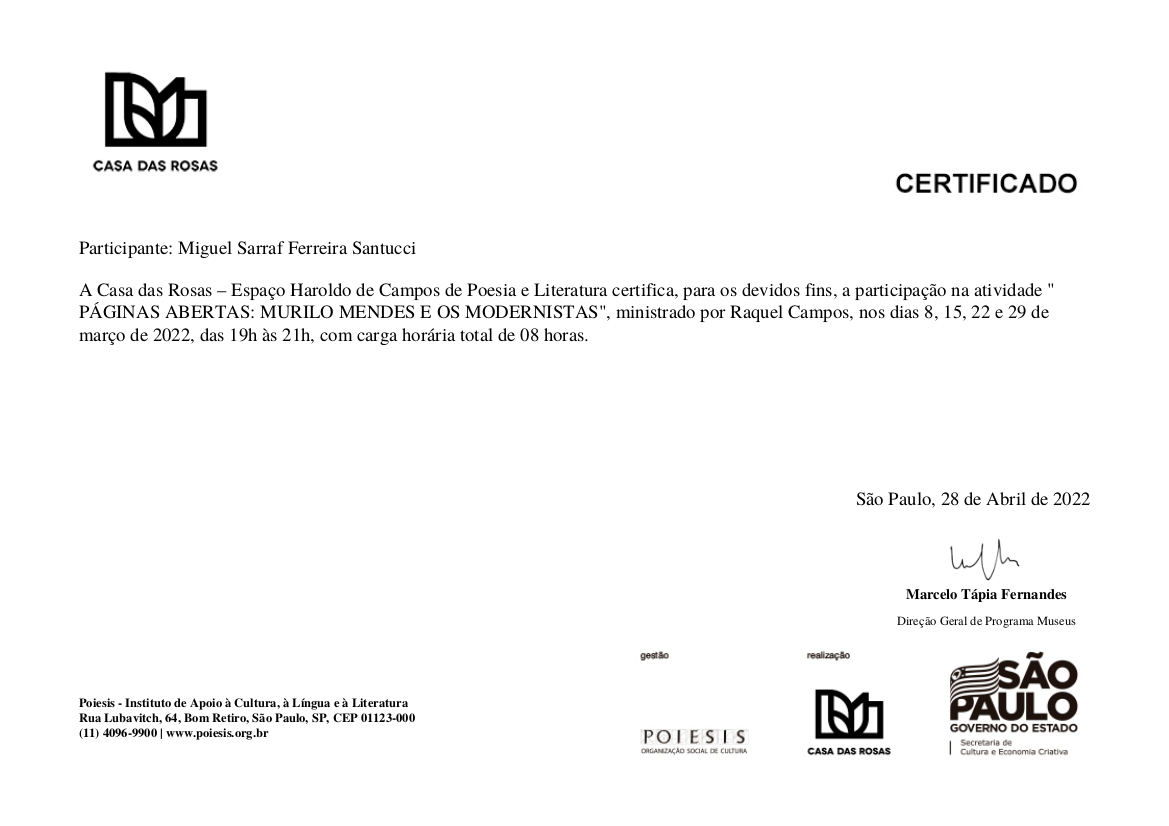 CASA DAS ROSAS
CERTIFICADO
Participante: Miguel Sarraf Ferreira Santucci
A Casa das Rosas – Espaço Haroldo de Campos de Poesia e Literatura certifica, para os devidos fins, a participação na atividade "
PÁGINAS ABERTAS: MURILO MENDES E OS MODERNISTAS", ministrado por Raquel Campos, nos dias 8, 15, 22 e 29 de
março de 2022, das 19h às 21h, com carga horária total de 08 horas.
São Paulo, 28 de Abril de 2022
Marcelo Tápia Fernandes
Direção Geral de Programa Museus
Poiesis - Instituto de Apoio à Cultura, à Língua e à Literatura
Rua Lubavitch, 64, Bom Retiro, São Paulo, SP, CEP 01123-000
(11) 4096-9900 | www.poiesis.org.br
gestão
POIESIS
ORGANIZAÇÃO SOCIAL DE CULTURA
realização
CASA DAS ROSAS
SÃO
PAULO
GOVERNO DO ESTADO
Secretaria de
Cultura e Economia Criativa